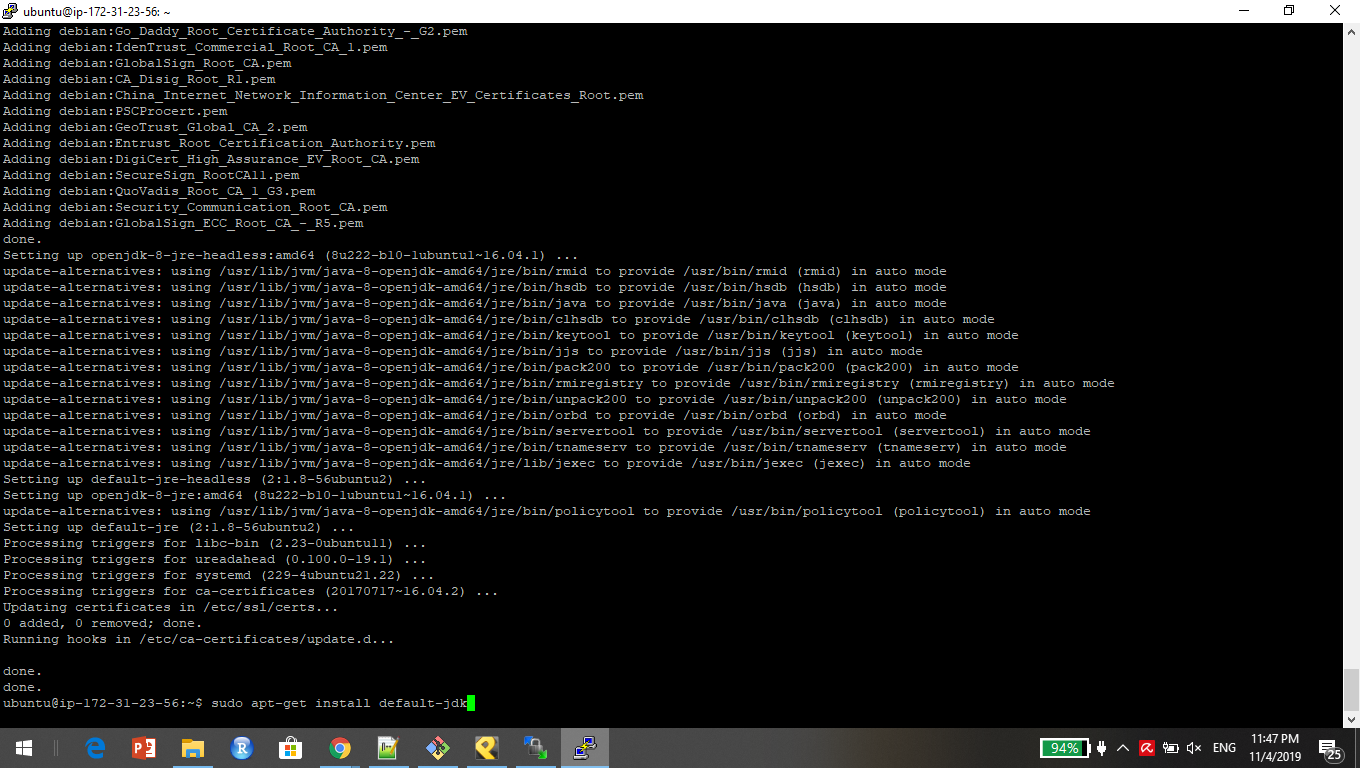 ubuntu@ip-172-31-23-56: ~
Adding debian:Go_Daddy_Root_Certificate_Authority_-_G2.pem
Adding debian:IdenTrust_Commercial_Root_CA_1.pem
Adding debian:GlobalSign_Root_CA.pem
Adding debian:CA_Disig_Root_R1.pem
Adding debian:China_Internet_Network_Information_Center_EV_Certificates_Root.pem
Adding debian:PSCProcert.pem
Adding debian:GeoTrust_Global_CA_2.pem
Adding debian:Entrust_Root_Certification_Authority.pem
Adding debian:DigiCert_High_Assurance_EV_Root_CA.pem
Adding debian:SecureSign_RootCA11.pem
Adding debian:QuoVadis_Root_CA_1_G3.pem
Adding debian:Security_Communication_Root_CA.pem
Adding debian:GlobalSign_ECC_Root_CA_-_R5.pem
done.
Setting up openjdk-8-jre-headless:amd64 (8u222-b10-1ubuntu1~16.04.1) ...
update-alternatives: using /usr/lib/jvm/java-8-openjdk-amd64/jre/bin/rmid to provide /usr/bin/rmid (rmid) in auto mode
update-alternatives: using /usr/lib/jvm/java-8-openjdk-amd64/jre/bin/hsdb to provide /usr/bin/hsdb (hsdb) in auto mode
update-alternatives: using /usr/lib/jvm/java-8-openjdk-amd64/jre/bin/java to provide /usr/bin/java (java) in auto mode
update-alternatives: using /usr/lib/jvm/java-8-openjdk-amd64/jre/bin/clhsdb to provide /usr/bin/clhsdb (clhsdb) in auto mode
update-alternatives: using /usr/lib/jvm/java-8-openjdk-amd64/jre/bin/keytool to provide /usr/bin/keytool (keytool) in auto mode
update-alternatives: using /usr/lib/jvm/java-8-openjdk-amd64/jre/bin/jjs to provide /usr/bin/jjs (jjs) in auto mode
update-alternatives: using /usr/lib/jvm/java-8-openjdk-amd64/jre/bin/pack200 to provide /usr/bin/pack200 (pack200) in auto mode
update-alternatives: using /usr/lib/jvm/java-8-openjdk-amd64/jre/bin/rmiregistry to provide /usr/bin/rmiregistry (rmiregistry) in auto mode
update-alternatives: using /usr/lib/jvm/java-8-openjdk-amd64/jre/bin/unpack200 to provide /usr/bin/unpack200 (unpack200) in auto mode
update-alternatives: using /usr/lib/jvm/java-8-openjdk-amd64/jre/bin/orbd to provide /usr/bin/orbd (orbd) in auto mode
update-alternatives: using /usr/lib/jvm/java-8-openjdk-amd64/jre/bin/servertool to provide /usr/bin/servertool (servertool) in auto mode
update-alternatives: using /usr/lib/jvm/java-8-openjdk-amd64/jre/bin/tnameserv to provide /usr/bin/tnameserv (tnameserv) in auto mode
update-alternatives: using /usr/lib/jvm/java-8-openjdk-amd64/jre/lib/jexec to provide /usr/bin/jexec (jexec) in auto mode
Setting up default-jre-headless (2:1.8-56ubuntu2) ...
Setting up openjdk-8-jre:amd64 (8u222-b10-1ubuntu1~16.04.1) ...
update-alternatives: using /usr/lib/jvm/java-8-openjdk-amd64/jre/bin/policytool to provide /usr/bin/policytool (policytool) in auto mode
Setting up default-jre (2:1.8-56ubuntu2) ...
Processing triggers for libc-bin (2.23-0ubuntu11) ...
Processing triggers for ureadahead (0.100.0-19.1) ...
Processing triggers for systemd (229-4ubuntu21.22) ...
Processing triggers for ca-certificates (20170717~16.04.2) ...
Updating certificates in /etc/ssl/certs...
0 added, 0 removed; done.
Running hooks in /etc/ca-certificates/update.d...
done.
done.
ubuntu@ip-172-31-23-56:~$ sudo apt-get install default-jdk
94%
ENG
11:47 PM
11/4/2019
25